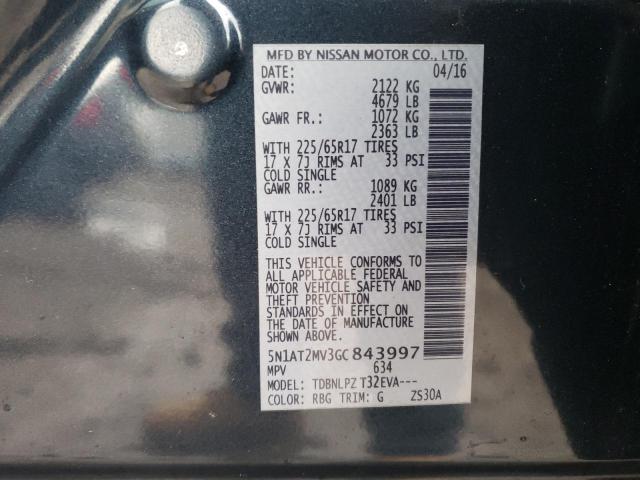 MFD BY NISSAN MOTOR CO., LTD.
DATE: 04/16
GVWR: 2122 KG
4679 LB
GAWR FR.: 1072 KG
2363 LB
WITH 225/65R17 TIRES
17 X 7J RIMS AT 33 PSI
COLD SINGLE
GAWR RR.: 1089 KG
2401 LB
WITH 225/65R17 TIRES
17 X 7J RIMS AT 33 PSI
COLD SINGLE
THIS VEHICLE CONFORMS TO
ALL APPLICABLE FEDERAL
MOTOR VEHICLE SAFETY AND
THEFT PREVENTION
STANDARDS IN EFFECT ON
THE DATE OF MANUFACTURE
SHOWN ABOVE.
5N1AT2MV3GC843997
MPV 634
MODEL: TDBNLPZ T32EVA---
COLOR: RBG TRIM: G ZS30A